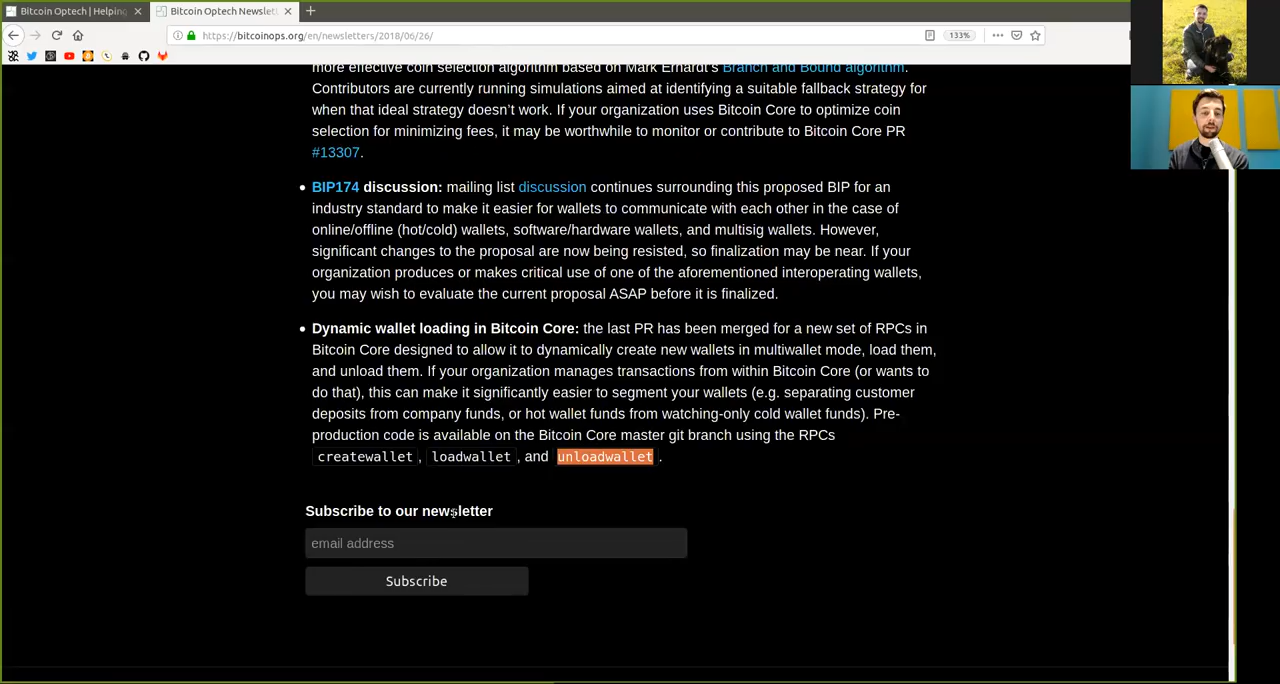 Bitcoin Optech | Helping
Bitcoin Optech Newslett
https://bitcoinops.org/en/newsletters/2018/06/26/
133%
more effective coin selection algorithm based on Mark Erhardt's Branch and Bound algorithm.
Contributors are currently running simulations aimed at identifying a suitable fallback strategy for
when that ideal strategy doesn't work. If your organization uses Bitcoin Core to optimize coin
selection for minimizing fees, it may be worthwhile to monitor or contribute to Bitcoin Core PR
#13307.
• BIP174 discussion: mailing list discussion continues surrounding this proposed BIP for an
industry standard to make it easier for wallets to communicate with each other in the case of
online/offline (hot/cold) wallets, software/hardware wallets, and multisig wallets. However,
significant changes to the proposal are now being resisted, so finalization may be near. If your
organization produces or makes critical use of one of the aforementioned interoperating wallets,
you may wish to evaluate the current proposal ASAP before it is finalized.
• Dynamic wallet loading in Bitcoin Core: the last PR has been merged for a new set of RPCs in
Bitcoin Core designed to allow it to dynamically create new wallets in multiwallet mode, load them,
and unload them. If your organization manages transactions from within Bitcoin Core (or wants to
do that), this can make it significantly easier to segment your wallets (e.g. separating customer
deposits from company funds, or hot wallet funds from watching-only cold wallet funds). Pre-
production code is available on the Bitcoin Core master git branch using the RPCs
createwallet, loadwallet, and unloadwallet.
Subscribe to our newsletter
email address
Subscribe